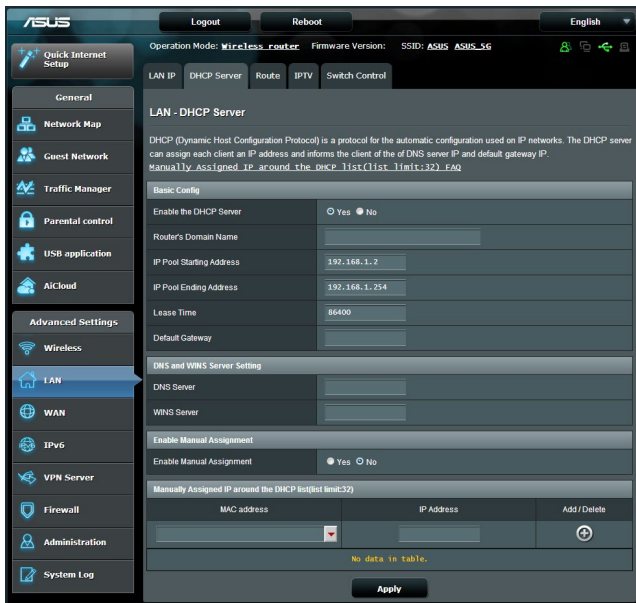 ASUS
Logout
Reboot
English
Quick Internet
Setup
Operation Mode: Wireless router Firmware Version: SSID: ASUS ASUS_5G
LAN IP DHCP Server Route IPTV Switch Control
General
Network Map
Guest Network
Traffic Manager
Parental control
USB application
AiCloud
Advanced Settings
Wireless
LAN
WAN
IPv6
VPN Server
Firewall
Administration
System Log
LAN - DHCP Server
DHCP (Dynamic Host Configuration Protocol) is a protocol for the automatic configuration used on IP networks. The DHCP server
can assign each client an IP address and informs the client of the of DNS server IP and default gateway IP.
Manually Assigned IP around the DHCP list(list limit:32) FAQ
Basic Config
Enable the DHCP Server Yes No
Router's Domain Name
IP Pool Starting Address 192.168.1.2
IP Pool Ending Address 192.168.1.254
Lease Time 86400
Default Gateway
DNS and WINS Server Setting
DNS Server
WINS Server
Enable Manual Assignment
Enable Manual Assignment Yes No
Manually Assigned IP around the DHCP list(list limit:32)
MAC address IP Address Add / Delete
No data in table.
Apply